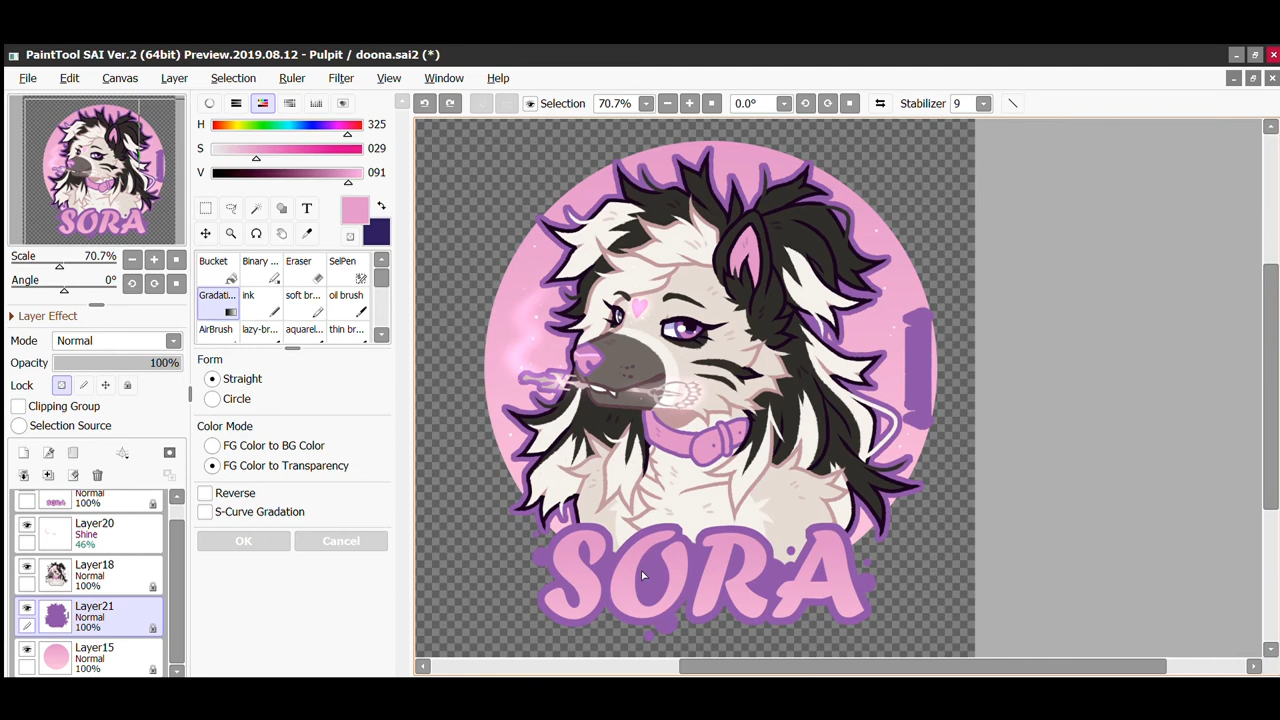 PaintTool SAI Ver.2 (64bit) Preview.2019.08.12 - Pulpit / doona.sai2 (*)
File Edit Canvas Layer Selection Ruler Filter View Window Help
Selection 70.7% 0.0° Stabilizer 9
H 325
S 029
V 091
T
Scale 70.7%
Angle 0°
Layer Effect
Mode Normal
Opacity 100%
Lock
Clipping Group
Selection Source
Normal
100%
Layer20
Shine
46%
Layer18
Normal
100%
Layer21
Normal
100%
Layer15
Normal
100%
Bucket Binary ... Eraser SelPen
Gradati... ink soft br... oil brush
AirBrush lazy-br... aquarel... thin br...
Form
Straight
Circle
Color Mode
FG Color to BG Color
FG Color to Transparency
Reverse
S-Curve Gradation
OK Cancel
SORA